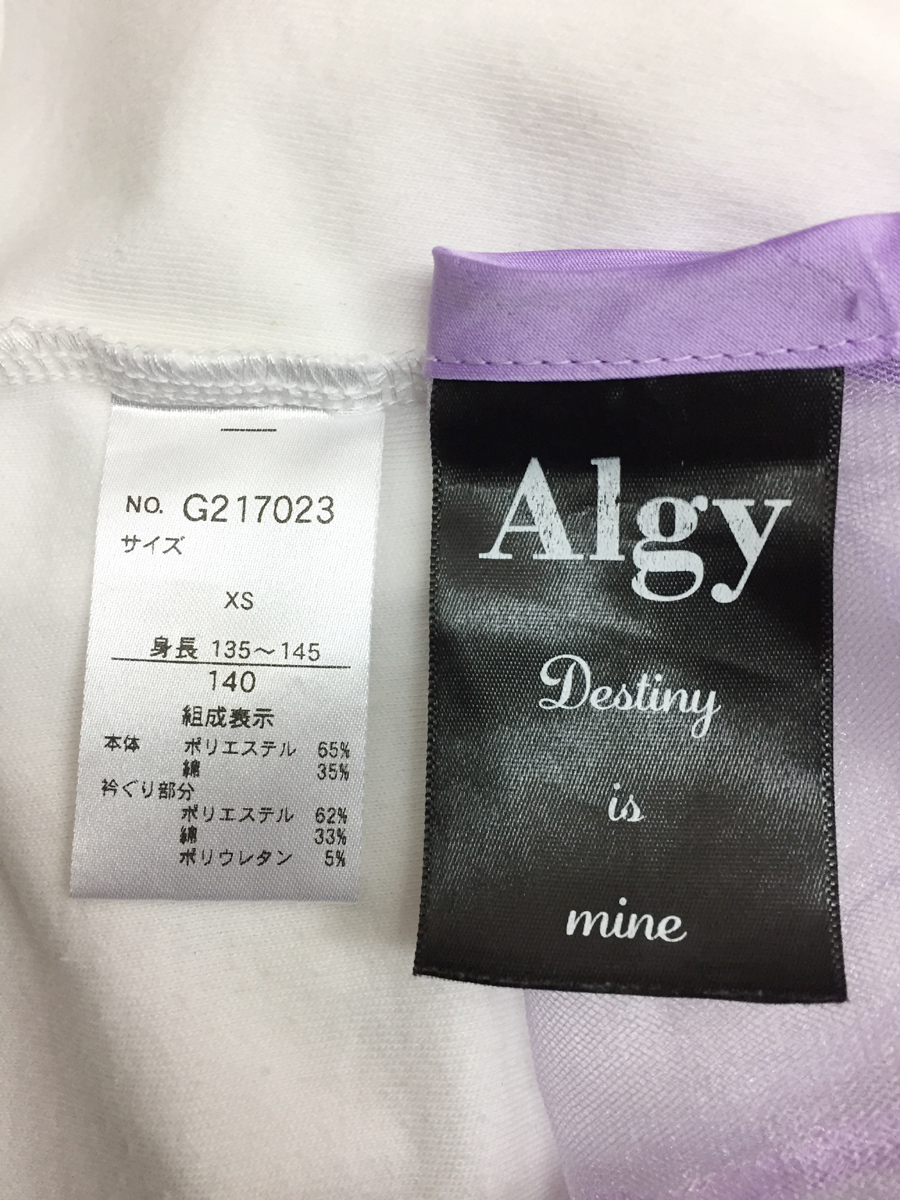 NO. G217023
サイズ
XS
身長 135～145
140
組成表示
本体 ポリエステル 65%
綿 35%
衿ぐり部分
ポリエステル 62%
綿 33%
ポリウレタン 5%
Algy
Destiny
is
mine